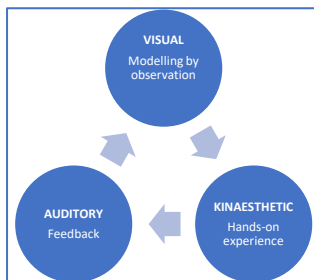 VISUAL
Modelling by
observation
KINAESTHETIC
Hands-on
experience
AUDITORY
Feedback